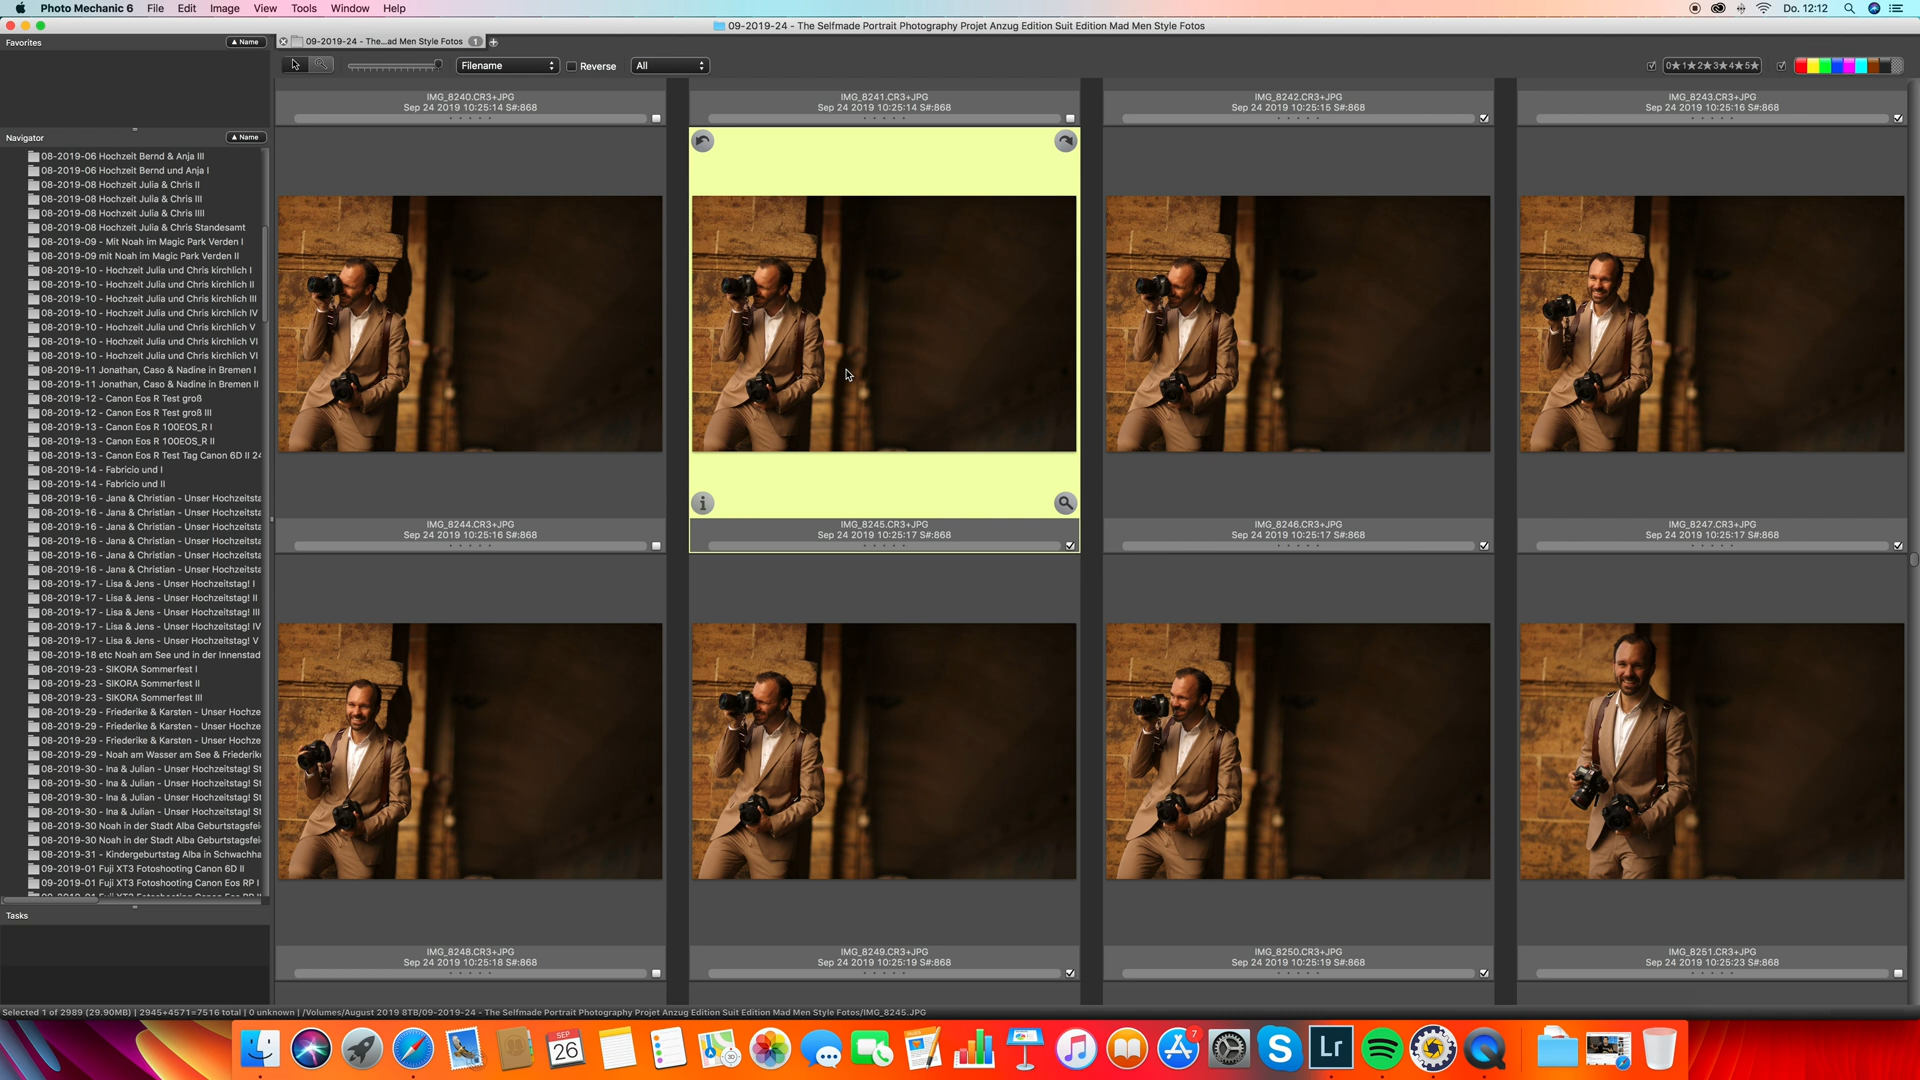 Photo Mechanic 6 File Edit Image View Tools Window Help Do. 12:12
09-2019-24 - The Selfmade Portrait Photography Projet Anzug Edition Suit Edition Mad Men Style Fotos
Favorites
Name
09-2019-24 - The...ad Men Style Fotos 1
Filename
Reverse
All
0★1★2★3★4★5★
Navigator
Name
08-2019-06 Hochzeit Bernd & Anja III
08-2019-06 Hochzeit Bernd und Anja I
08-2019-08 Hochzeit Julia & Chris II
08-2019-08 Hochzeit Julia & Chris III
08-2019-08 Hochzeit Julia & Chris IIII
08-2019-08 Hochzeit Julia & Chris Standesamt
08-2019-09 - Mit Noah im Magic Park Verden I
08-2019-09 mit Noah im Magic Park Verden II
08-2019-10 - Hochzeit Julia und Chris kirchlich I
08-2019-10 - Hochzeit Julia und Chris kirchlich II
08-2019-10 - Hochzeit Julia und Chris kirchlich III
08-2019-10 - Hochzeit Julia und Chris kirchlich IV
08-2019-10 - Hochzeit Julia und Chris kirchlich V
08-2019-10 - Hochzeit Julia und Chris kirchlich VI
08-2019-10 - Hochzeit Julia und Chris kirchlich VI
08-2019-11 Jonathan, Caso & Nadine in Bremen I
08-2019-11 Jonathan, Caso & Nadine in Bremen II
08-2019-12 - Canon Eos R Test groß
08-2019-12 - Canon Eos R Test groß III
08-2019-13 - Canon Eos R 100EOS_R I
08-2019-13 - Canon Eos R 100EOS_R II
08-2019-13 - Canon Eos R Test Tag Canon 6D II 24
08-2019-14 - Fabricio und I
08-2019-14 - Fabricio und II
08-2019-16 - Jana & Christian - Unser Hochzeitsta
08-2019-16 - Jana & Christian - Unser Hochzeitsta
08-2019-16 - Jana & Christian - Unser Hochzeitsta
08-2019-16 - Jana & Christian - Unser Hochzeitsta
08-2019-16 - Jana & Christian - Unser Hochzeitsta
08-2019-16 - Jana & Christian - Unser Hochzeitsta
08-2019-17 - Lisa & Jens - Unser Hochzeitstag! I
08-2019-17 - Lisa & Jens - Unser Hochzeitstag! II
08-2019-17 - Lisa & Jens - Unser Hochzeitstag! III
08-2019-17 - Lisa & Jens - Unser Hochzeitstag! IV
08-2019-17 - Lisa & Jens - Unser Hochzeitstag! V
08-2019-18 etc Noah am See und in der Innenstad
08-2019-23 - SIKORA Sommerfest I
08-2019-23 - SIKORA Sommerfest II
08-2019-23 - SIKORA Sommerfest III
08-2019-29 - Friederike & Karsten - Unser Hochze
08-2019-29 - Friederike & Karsten - Unser Hochze
08-2019-29 - Friederike & Karsten - Unser Hochze
08-2019-29 - Noah am Wasser am See & Friederike
08-2019-30 - Ina & Julian - Unser Hochzeitstag! St
08-2019-30 - Ina & Julian - Unser Hochzeitstag! St
08-2019-30 - Ina & Julian - Unser Hochzeitstag! St
08-2019-30 - Ina & Julian - Unser Hochzeitstag! St
08-2019-30 Noah in der Stadt Alba Geburtstagsfei
08-2019-30 Noah in der Stadt Alba Geburtstagsfei
08-2019-31 - Kindergeburtstag Alba in Schwachha
09-2019-01 Fuji XT3 Fotoshooting Canon 6D II
09-2019-01 Fuji XT3 Fotoshooting Canon Eos RP I
Tasks
IMG_8240.CR3+JPG
Sep 24 2019 10:25:14 S#:868
IMG_8241.CR3+JPG
Sep 24 2019 10:25:14 S#:868
IMG_8242.CR3+JPG
Sep 24 2019 10:25:15 S#:868
IMG_8243.CR3+JPG
Sep 24 2019 10:25:16 S#:868
IMG_8244.CR3+JPG
Sep 24 2019 10:25:16 S#:868
IMG_8245.CR3+JPG
Sep 24 2019 10:25:17 S#:868
IMG_8246.CR3+JPG
Sep 24 2019 10:25:17 S#:868
IMG_8247.CR3+JPG
Sep 24 2019 10:25:17 S#:868
IMG_8248.CR3+JPG
Sep 24 2019 10:25:18 S#:868
IMG_8249.CR3+JPG
Sep 24 2019 10:25:19 S#:868
IMG_8250.CR3+JPG
Sep 24 2019 10:25:19 S#:868
IMG_8251.CR3+JPG
Sep 24 2019 10:25:23 S#:868
Selected 1 of 2989 (29.90MB) | 2945+4571=7516 total | 0 unknown | /Volumes/August 2019 8TB/09-2019-24 - The Selfmade Portrait Photography Projet Anzug Edition Suit Edition Mad Men Style Fotos/IMG_8245.JPG
SEP
26
3D
7
S
Lr